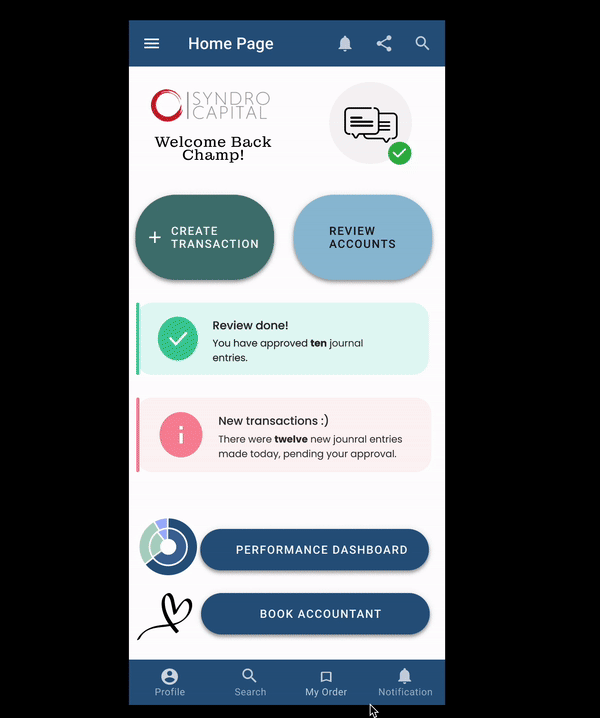 Home Page
SYNDRO
CAPITAL
Welcome Back
Champ!
+ CREATE
TRANSACTION
REVIEW
ACCOUNTS
Review done!
You have approved ten journal
entries.
New transactions :)
There were twelve new jounral entries
made today, pending your approval.
PERFORMANCE DASHBOARD
BOOK ACCOUNTANT
Profile
Search
My Order
Notification